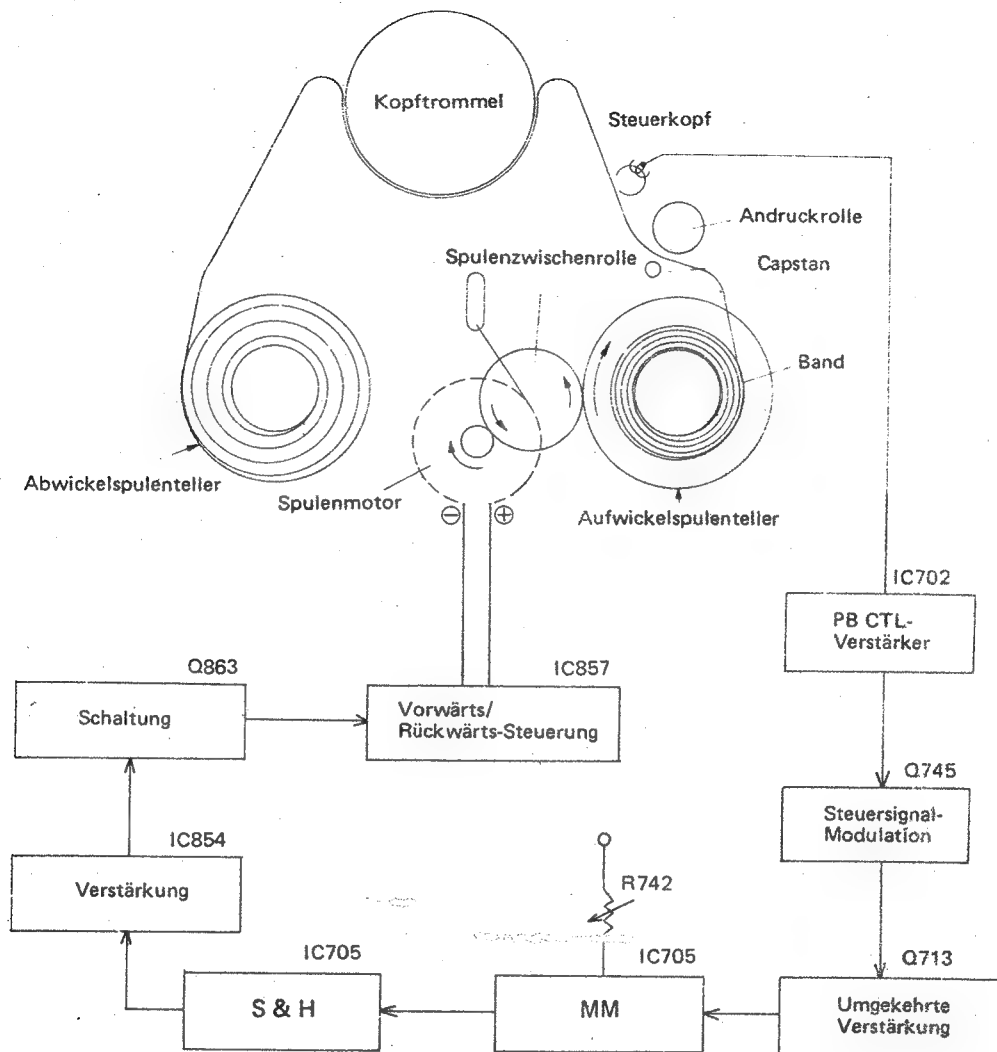 Kopftrommel
Steuerkopf
Andruckrolle
Spulenzwischenrolle
Capstan
Band
Abwickelspulenteller
Spulenmotor
⊖ ⊕
Aufwickelspulenteller
IC702
PB CTL-
Verstärker
Q863
Schaltung
IC857
Vorwärts/
Rückwärts-Steuerung
Q745
Steuersignal-
Modulation
IC854
Verstärkung
R742
IC705
S & H
IC705
MM
Q713
Umgekehrte
Verstärkung